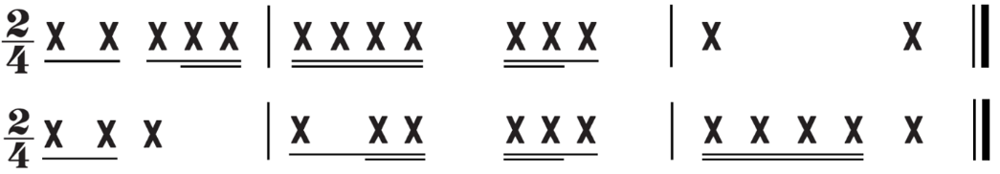 2/4 X X X X X | X X X X X X X | X X ‖
2/4 X X X | X X X X X X | X X X X X ‖